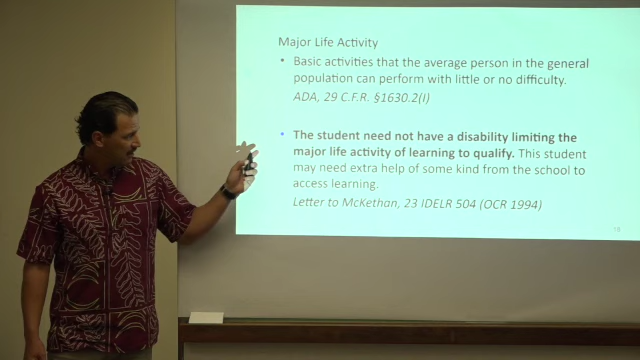 Major Life Activity
• Basic activities that the average person in the general
population can perform with little or no difficulty.
ADA, 29 C.F.R. §1630.2(I)
• The student need not have a disability limiting the
major life activity of learning to qualify. This student
may need extra help of some kind from the school to
access learning.
Letter to McKethan, 23 IDELR 504 (OCR 1994)
18